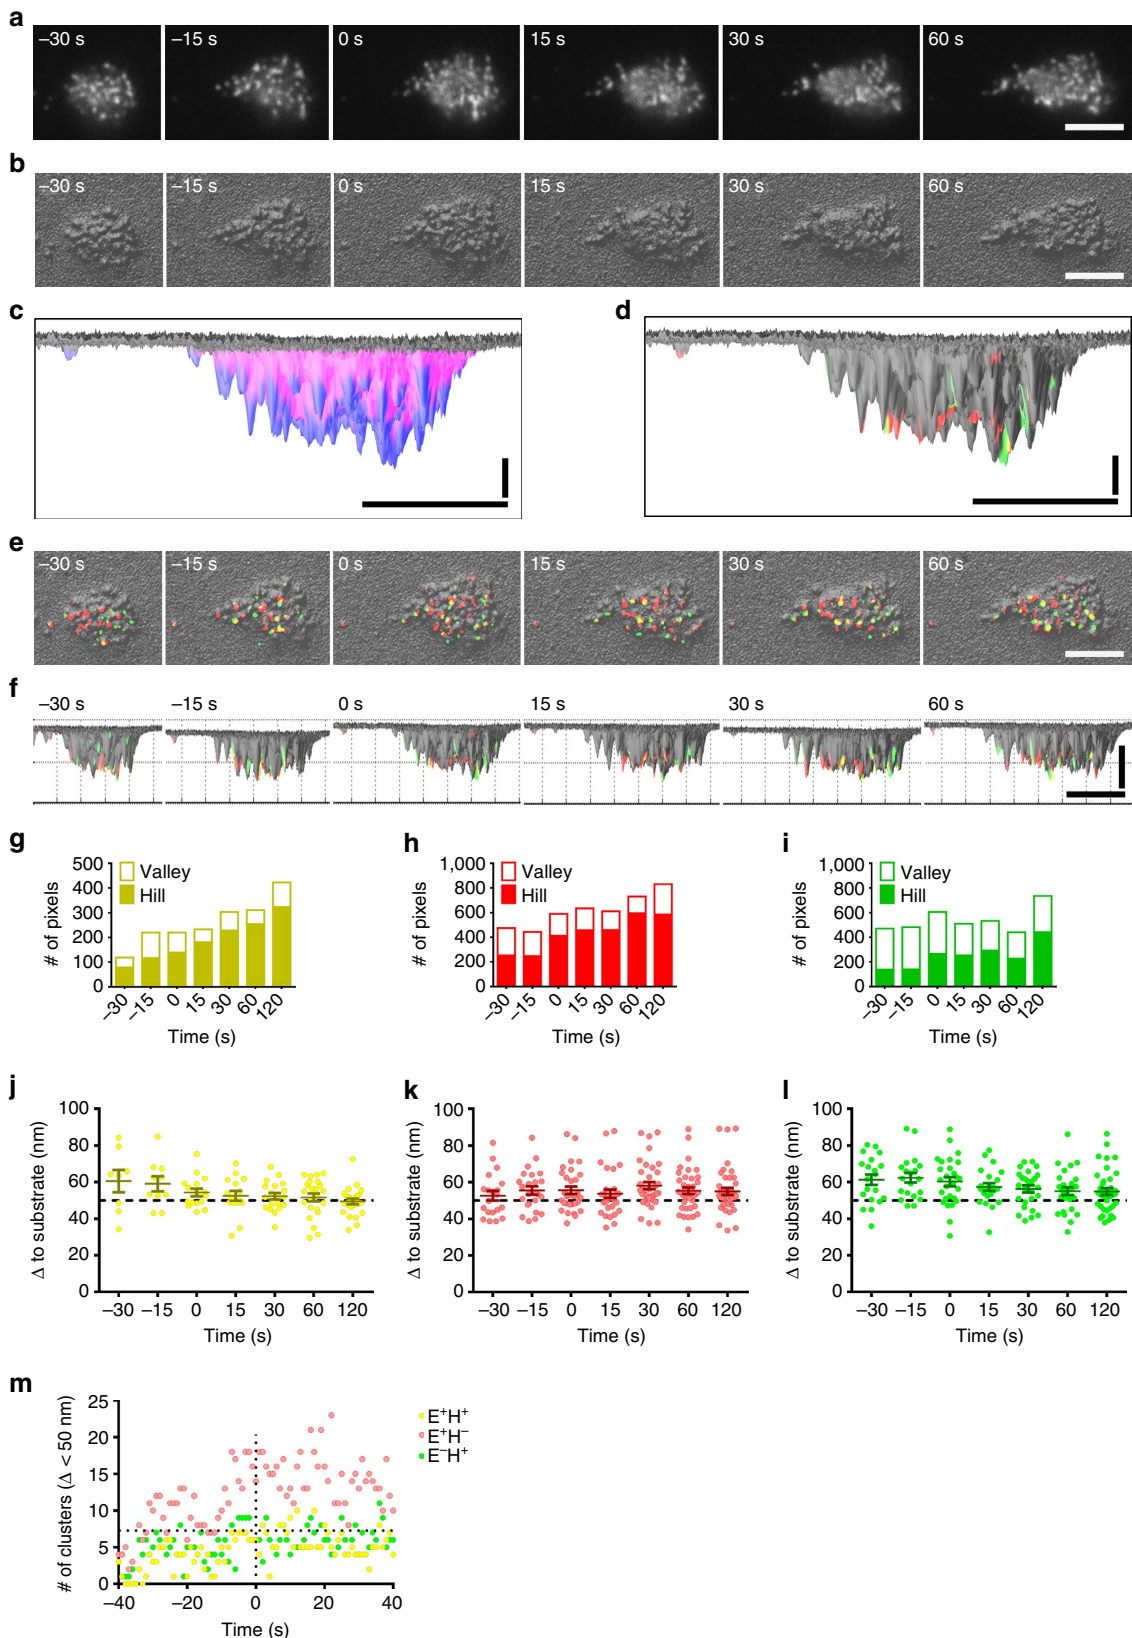 a
–30 s –15 s 0 s 15 s 30 s 60 s
b
–30 s –15 s 0 s 15 s 30 s 60 s
c d
e
–30 s –15 s 0 s 15 s 30 s 60 s
f
–30 s –15 s 0 s 15 s 30 s 60 s
g
# of pixels
500
400
300
200
100
0
Valley
Hill
–30 –15 0 15 30 60 120
Time (s)
h
# of pixels
1,000
800
600
400
200
0
Valley
Hill
–30 –15 0 15 30 60 120
Time (s)
i
# of pixels
1,000
800
600
400
200
0
Valley
Hill
–30 –15 0 15 30 60 120
Time (s)
j
Δ to substrate (nm)
100
80
60
40
20
0
–30 –15 0 15 30 60 120
Time (s)
k
Δ to substrate (nm)
100
80
60
40
20
0
–30 –15 0 15 30 60 120
Time (s)
l
Δ to substrate (nm)
100
80
60
40
20
0
–30 –15 0 15 30 60 120
Time (s)
m
# of clusters (Δ < 50 nm)
25
20
15
10
5
0
–40 –20 0 20 40
Time (s)
E⁺H⁺
E⁺H⁻
E⁻H⁺